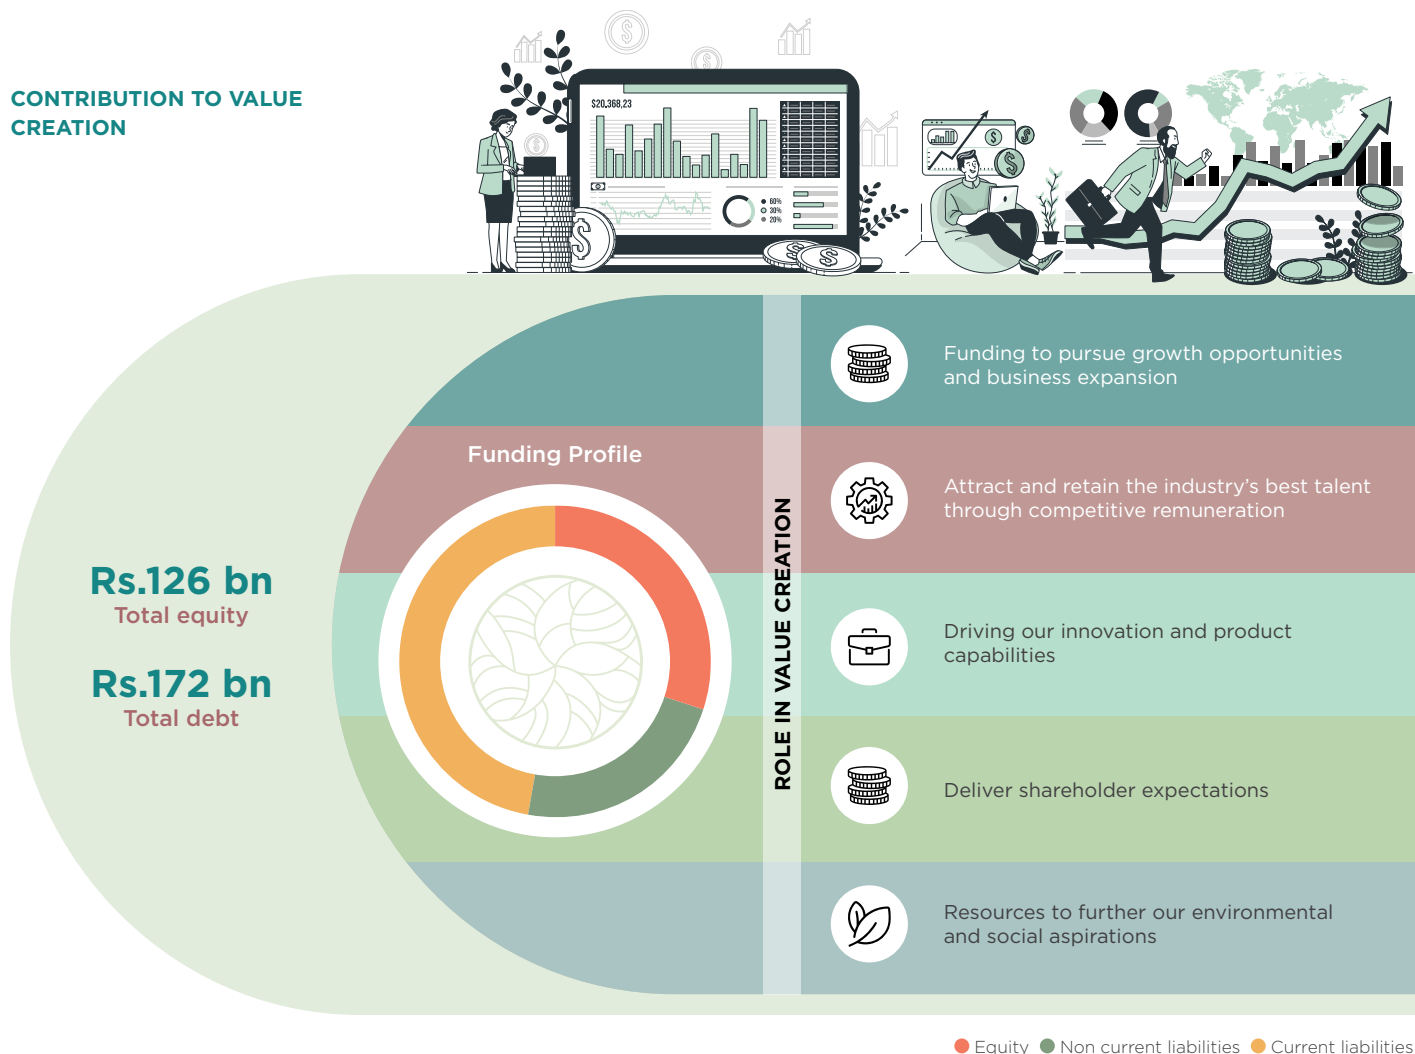 CONTRIBUTION TO VALUE
CREATION
$20,368,23
60%
30%
20%
Funding Profile
Rs.126 bn
Total equity
Rs.172 bn
Total debt
ROLE IN VALUE CREATION
Funding to pursue growth opportunities
and business expansion
Attract and retain the industry’s best talent
through competitive remuneration
Driving our innovation and product
capabilities
Deliver shareholder expectations
Resources to further our environmental
and social aspirations
Equity Non current liabilities Current liabilities